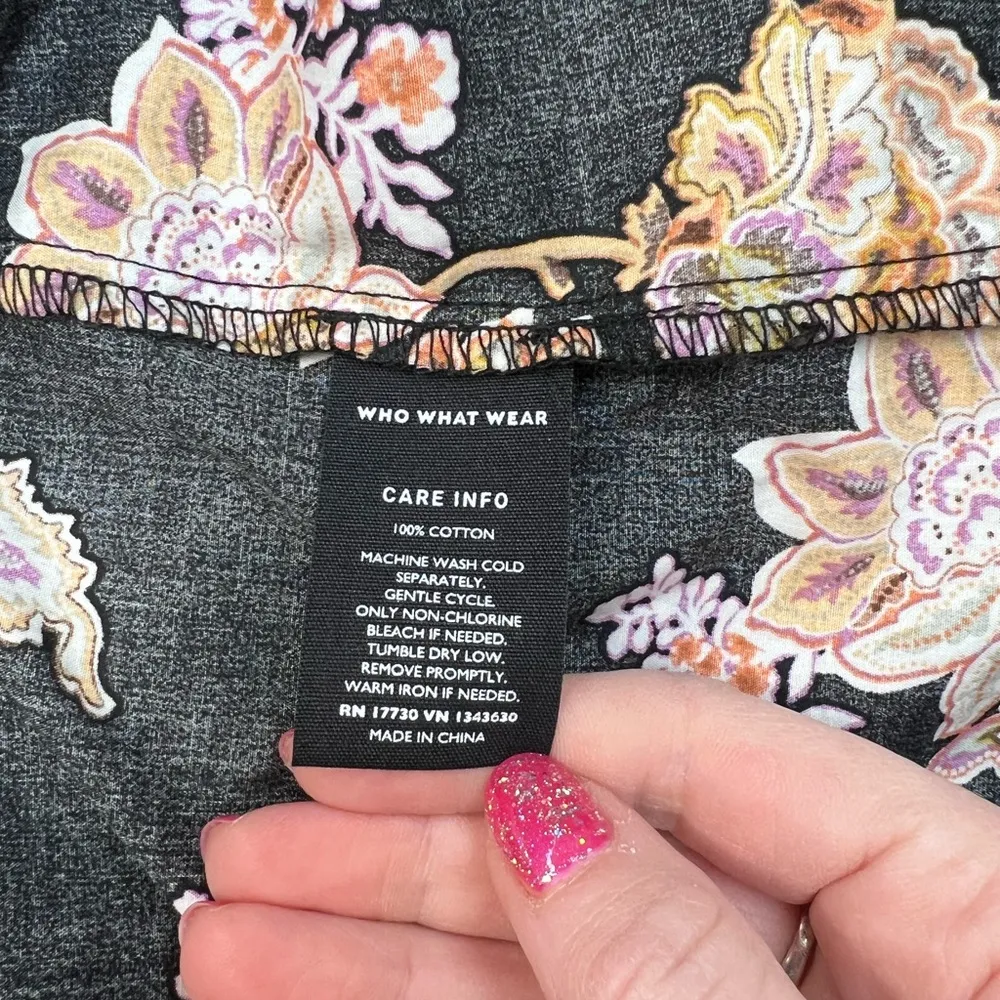 WHO WHAT WEAR
CARE INFO
100% COTTON
MACHINE WASH COLD
SEPARATELY.
GENTLE CYCLE.
ONLY NON-CHLORINE
BLEACH IF NEEDED.
TUMBLE DRY LOW.
REMOVE PROMPTLY.
WARM IRON IF NEEDED.
RN 17730 VN 1343630
MADE IN CHINA